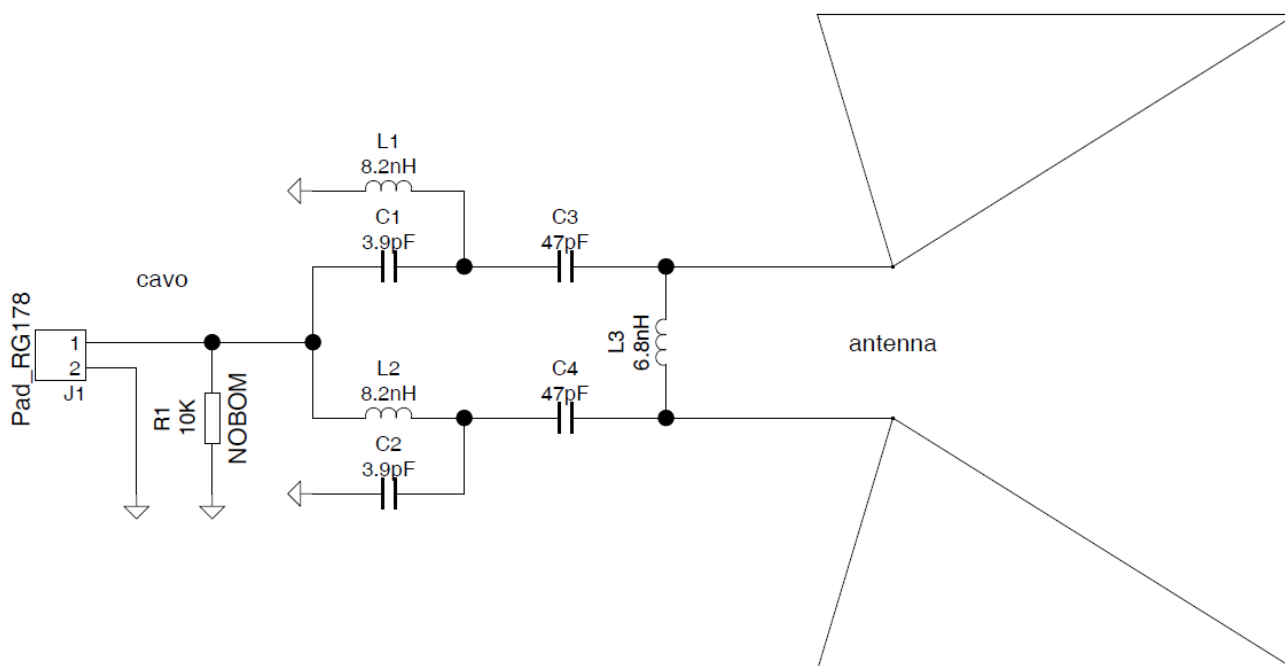 L1
8.2nH
C1
3.9pF
C3
47pF
cavo
Pad_RG178
1
2
J1
R1
10K
NOBOM
L2
8.2nH
C2
3.9pF
C4
47pF
L3
6.8nH
antenna